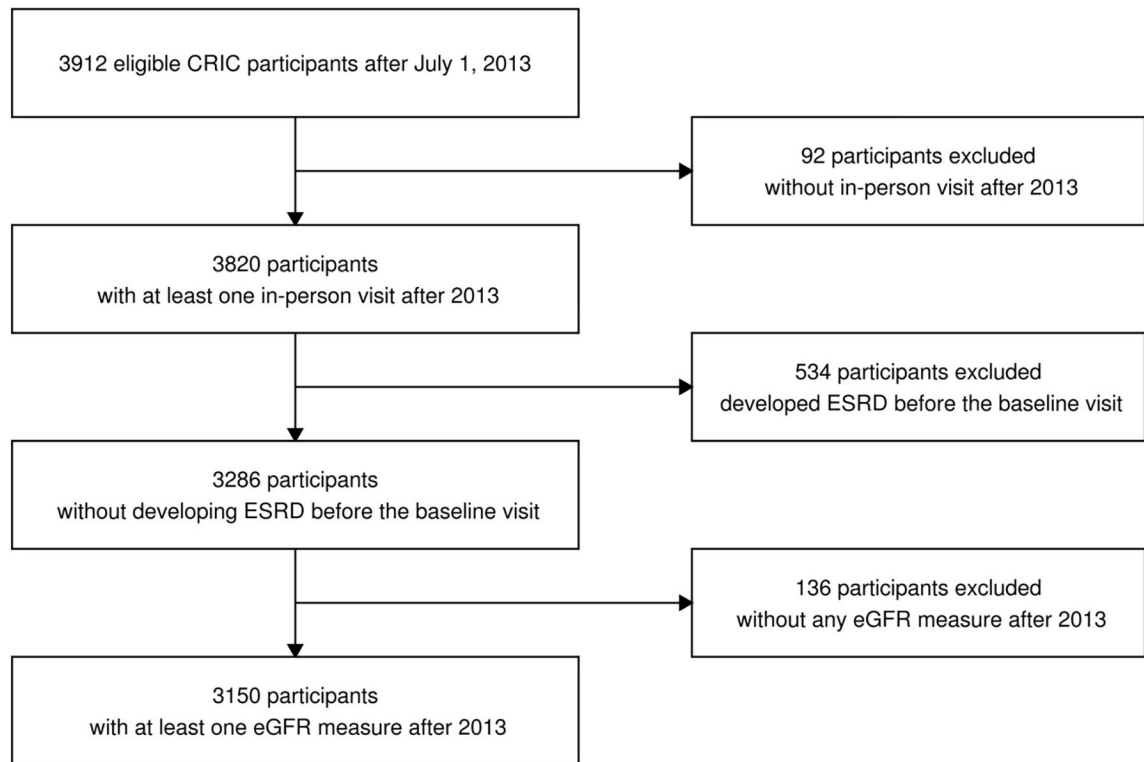 3912 eligible CRIC participants after July 1, 2013
92 participants excluded
without in-person visit after 2013
3820 participants
with at least one in-person visit after 2013
534 participants excluded
developed ESRD before the baseline visit
3286 participants
without developing ESRD before the baseline visit
136 participants excluded
without any eGFR measure after 2013
3150 participants
with at least one eGFR measure after 2013